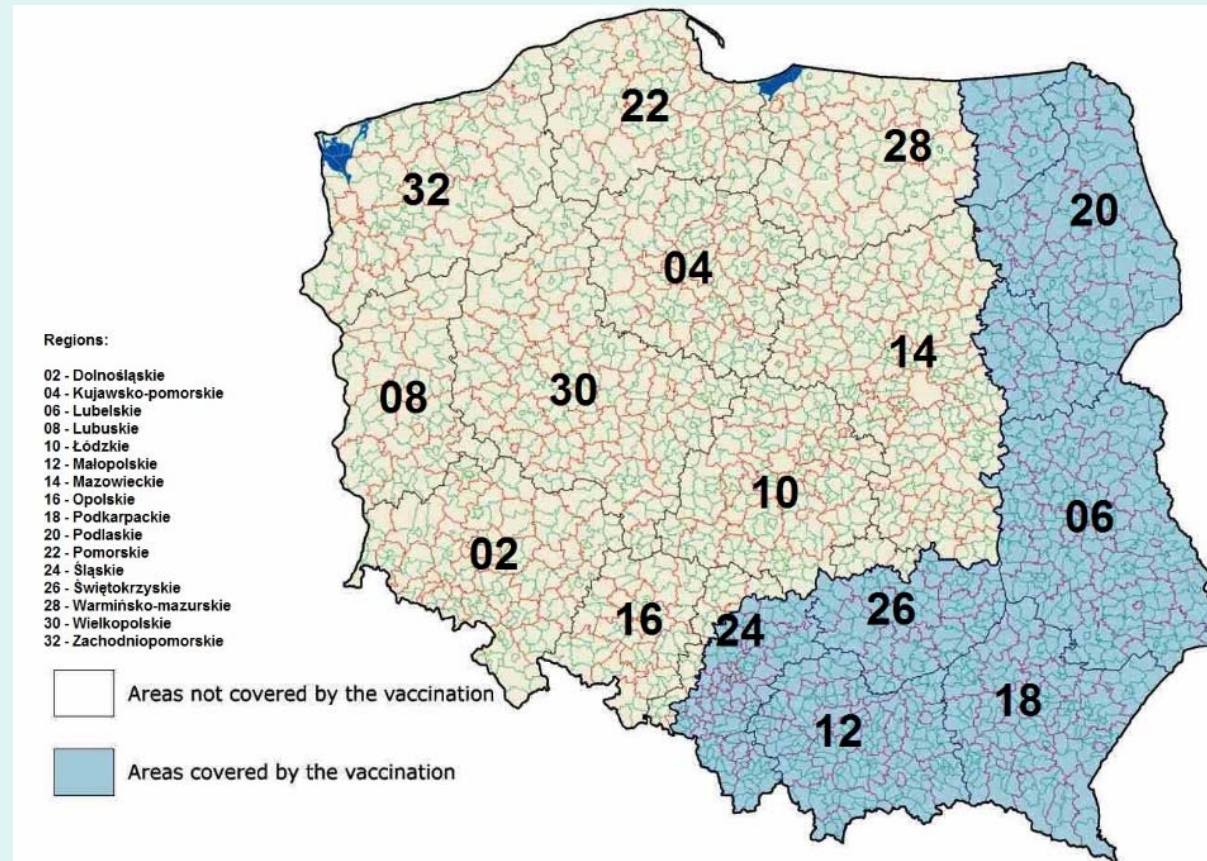 22
28
32
20
04
14
08
30
10
06
02
26
16
24
18
12
Regions:
02 - Dolnośląskie
04 - Kujawsko-pomorskie
06 - Lubelskie
08 - Lubuskie
10 - Łódzkie
12 - Małopolskie
14 - Mazowieckie
16 - Opolskie
18 - Podkarpackie
20 - Podlaskie
22 - Pomorskie
24 - Śląskie
26 - Świętokrzyskie
28 - Warmińsko-mazurskie
30 - Wielkopolskie
32 - Zachodniopomorskie
Areas not covered by the vaccination
Areas covered by the vaccination